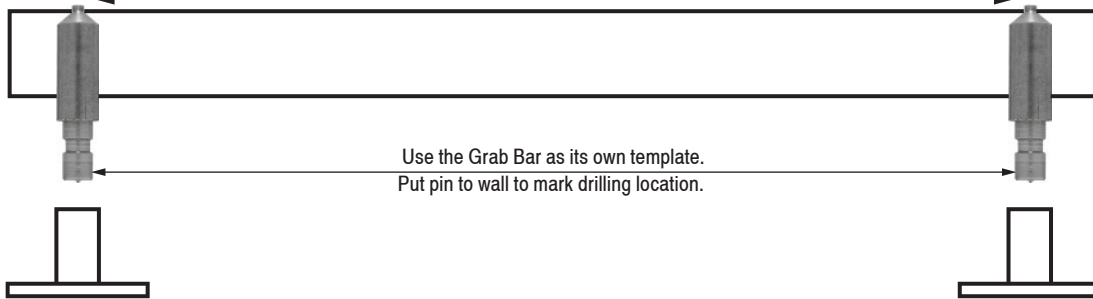 Use the Grab Bar as its own template.
Put pin to wall to mark drilling location.